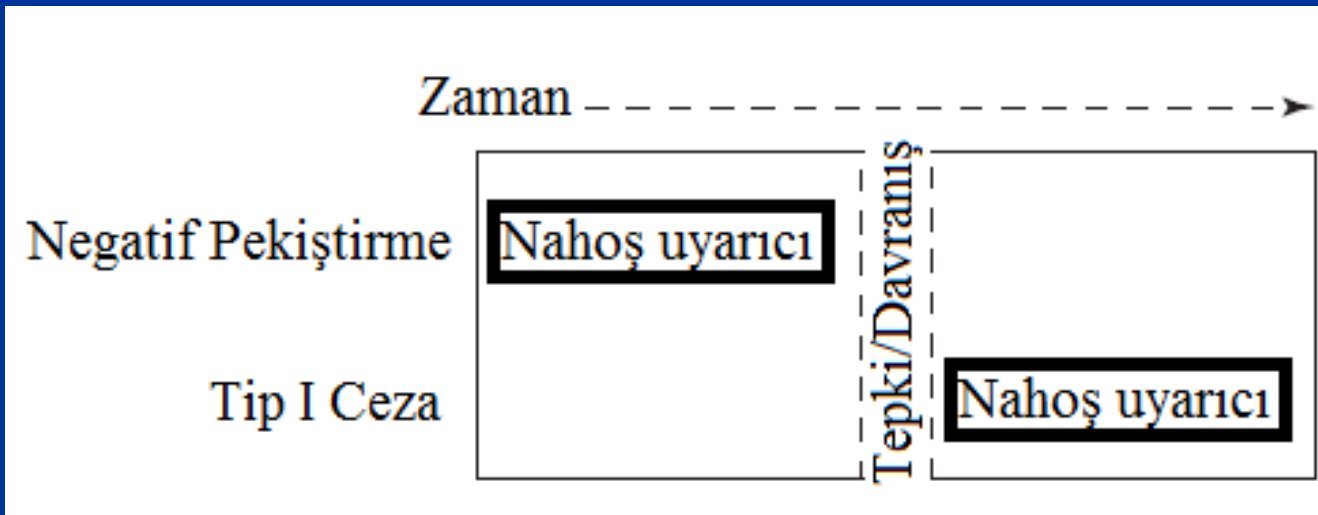 Zaman
Negatif Pekiştirme
Nahoş uyarıcı
Tepki/Davranış
Tip I Ceza
Nahoş uyarıcı